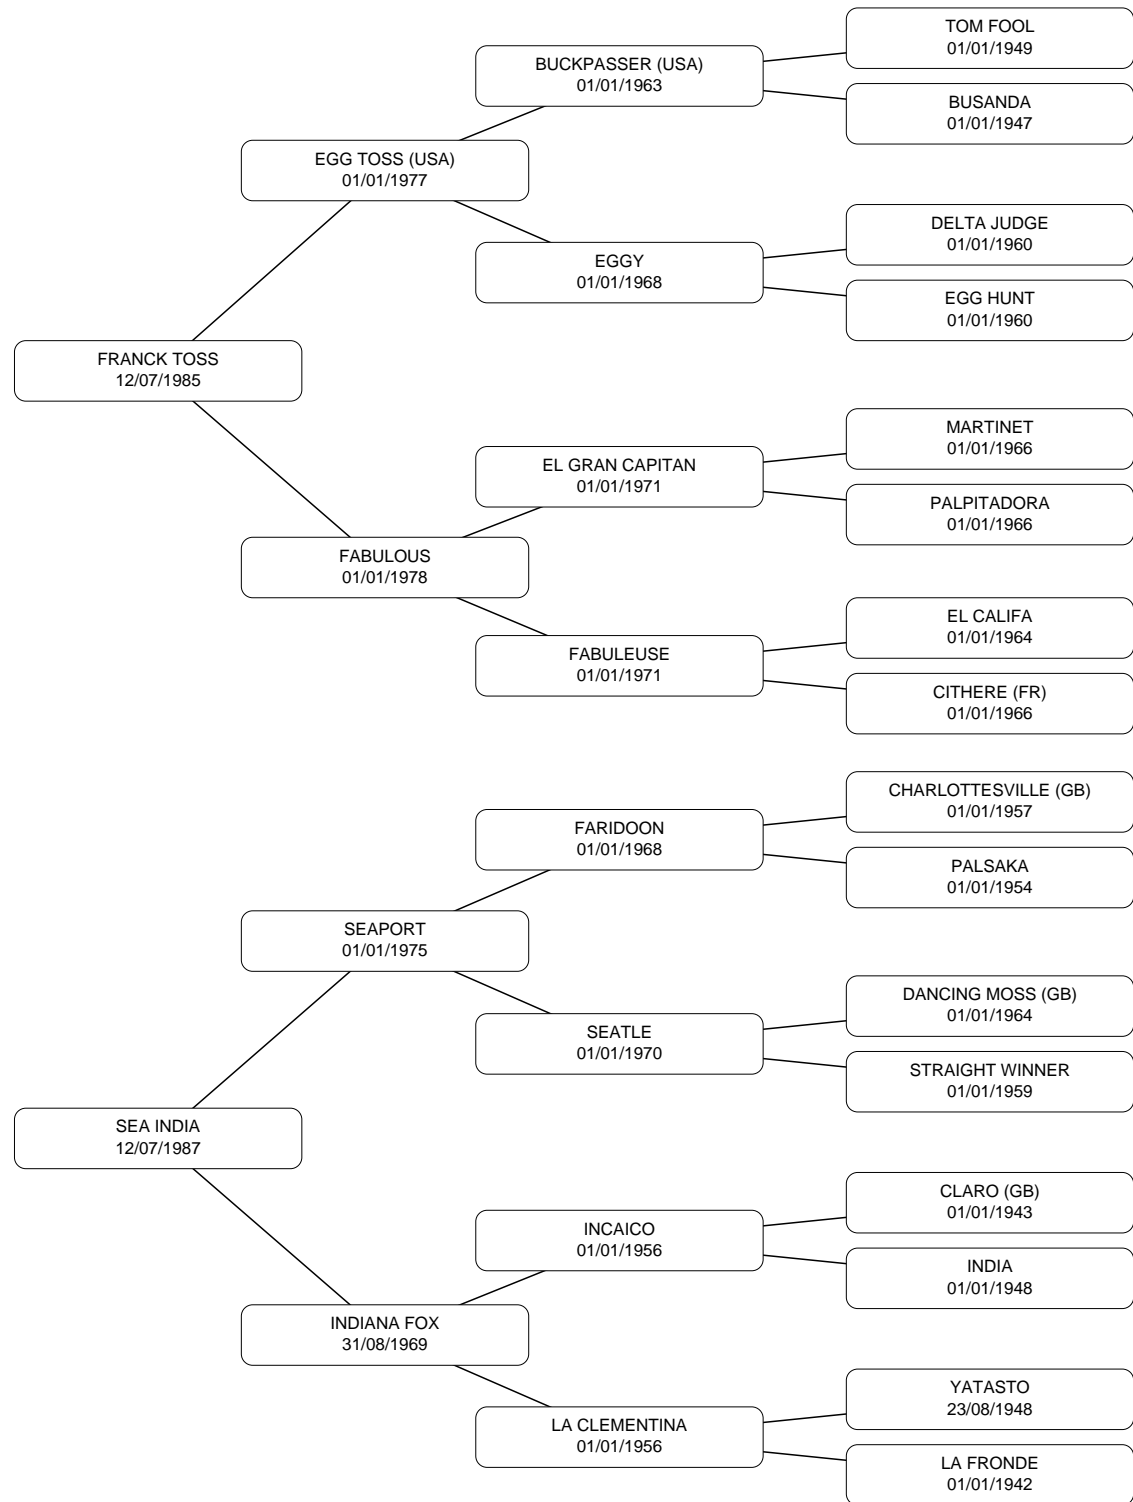 TOM FOOL
01/01/1949
BUCKPASSER (USA)
01/01/1963
BUSANDA
01/01/1947
EGG TOSS (USA)
01/01/1977
DELTA JUDGE
01/01/1960
EGGY
01/01/1968
EGG HUNT
01/01/1960
FRANCK TOSS
12/07/1985
MARTINET
01/01/1966
EL GRAN CAPITAN
01/01/1971
PALPITADORA
01/01/1966
FABULOUS
01/01/1978
EL CALIFA
01/01/1964
FABULEUSE
01/01/1971
CITHERE (FR)
01/01/1966
CHARLOTTESVILLE (GB)
01/01/1957
FARIDOON
01/01/1968
PALSAKA
01/01/1954
SEAPORT
01/01/1975
DANCING MOSS (GB)
01/01/1964
SEATLE
01/01/1970
STRAIGHT WINNER
01/01/1959
SEA INDIA
12/07/1987
CLARO (GB)
01/01/1943
INCAICO
01/01/1956
INDIA
01/01/1948
INDIANA FOX
31/08/1969
YATASTO
23/08/1948
LA CLEMENTINA
01/01/1956
LA FRONDE
01/01/1942